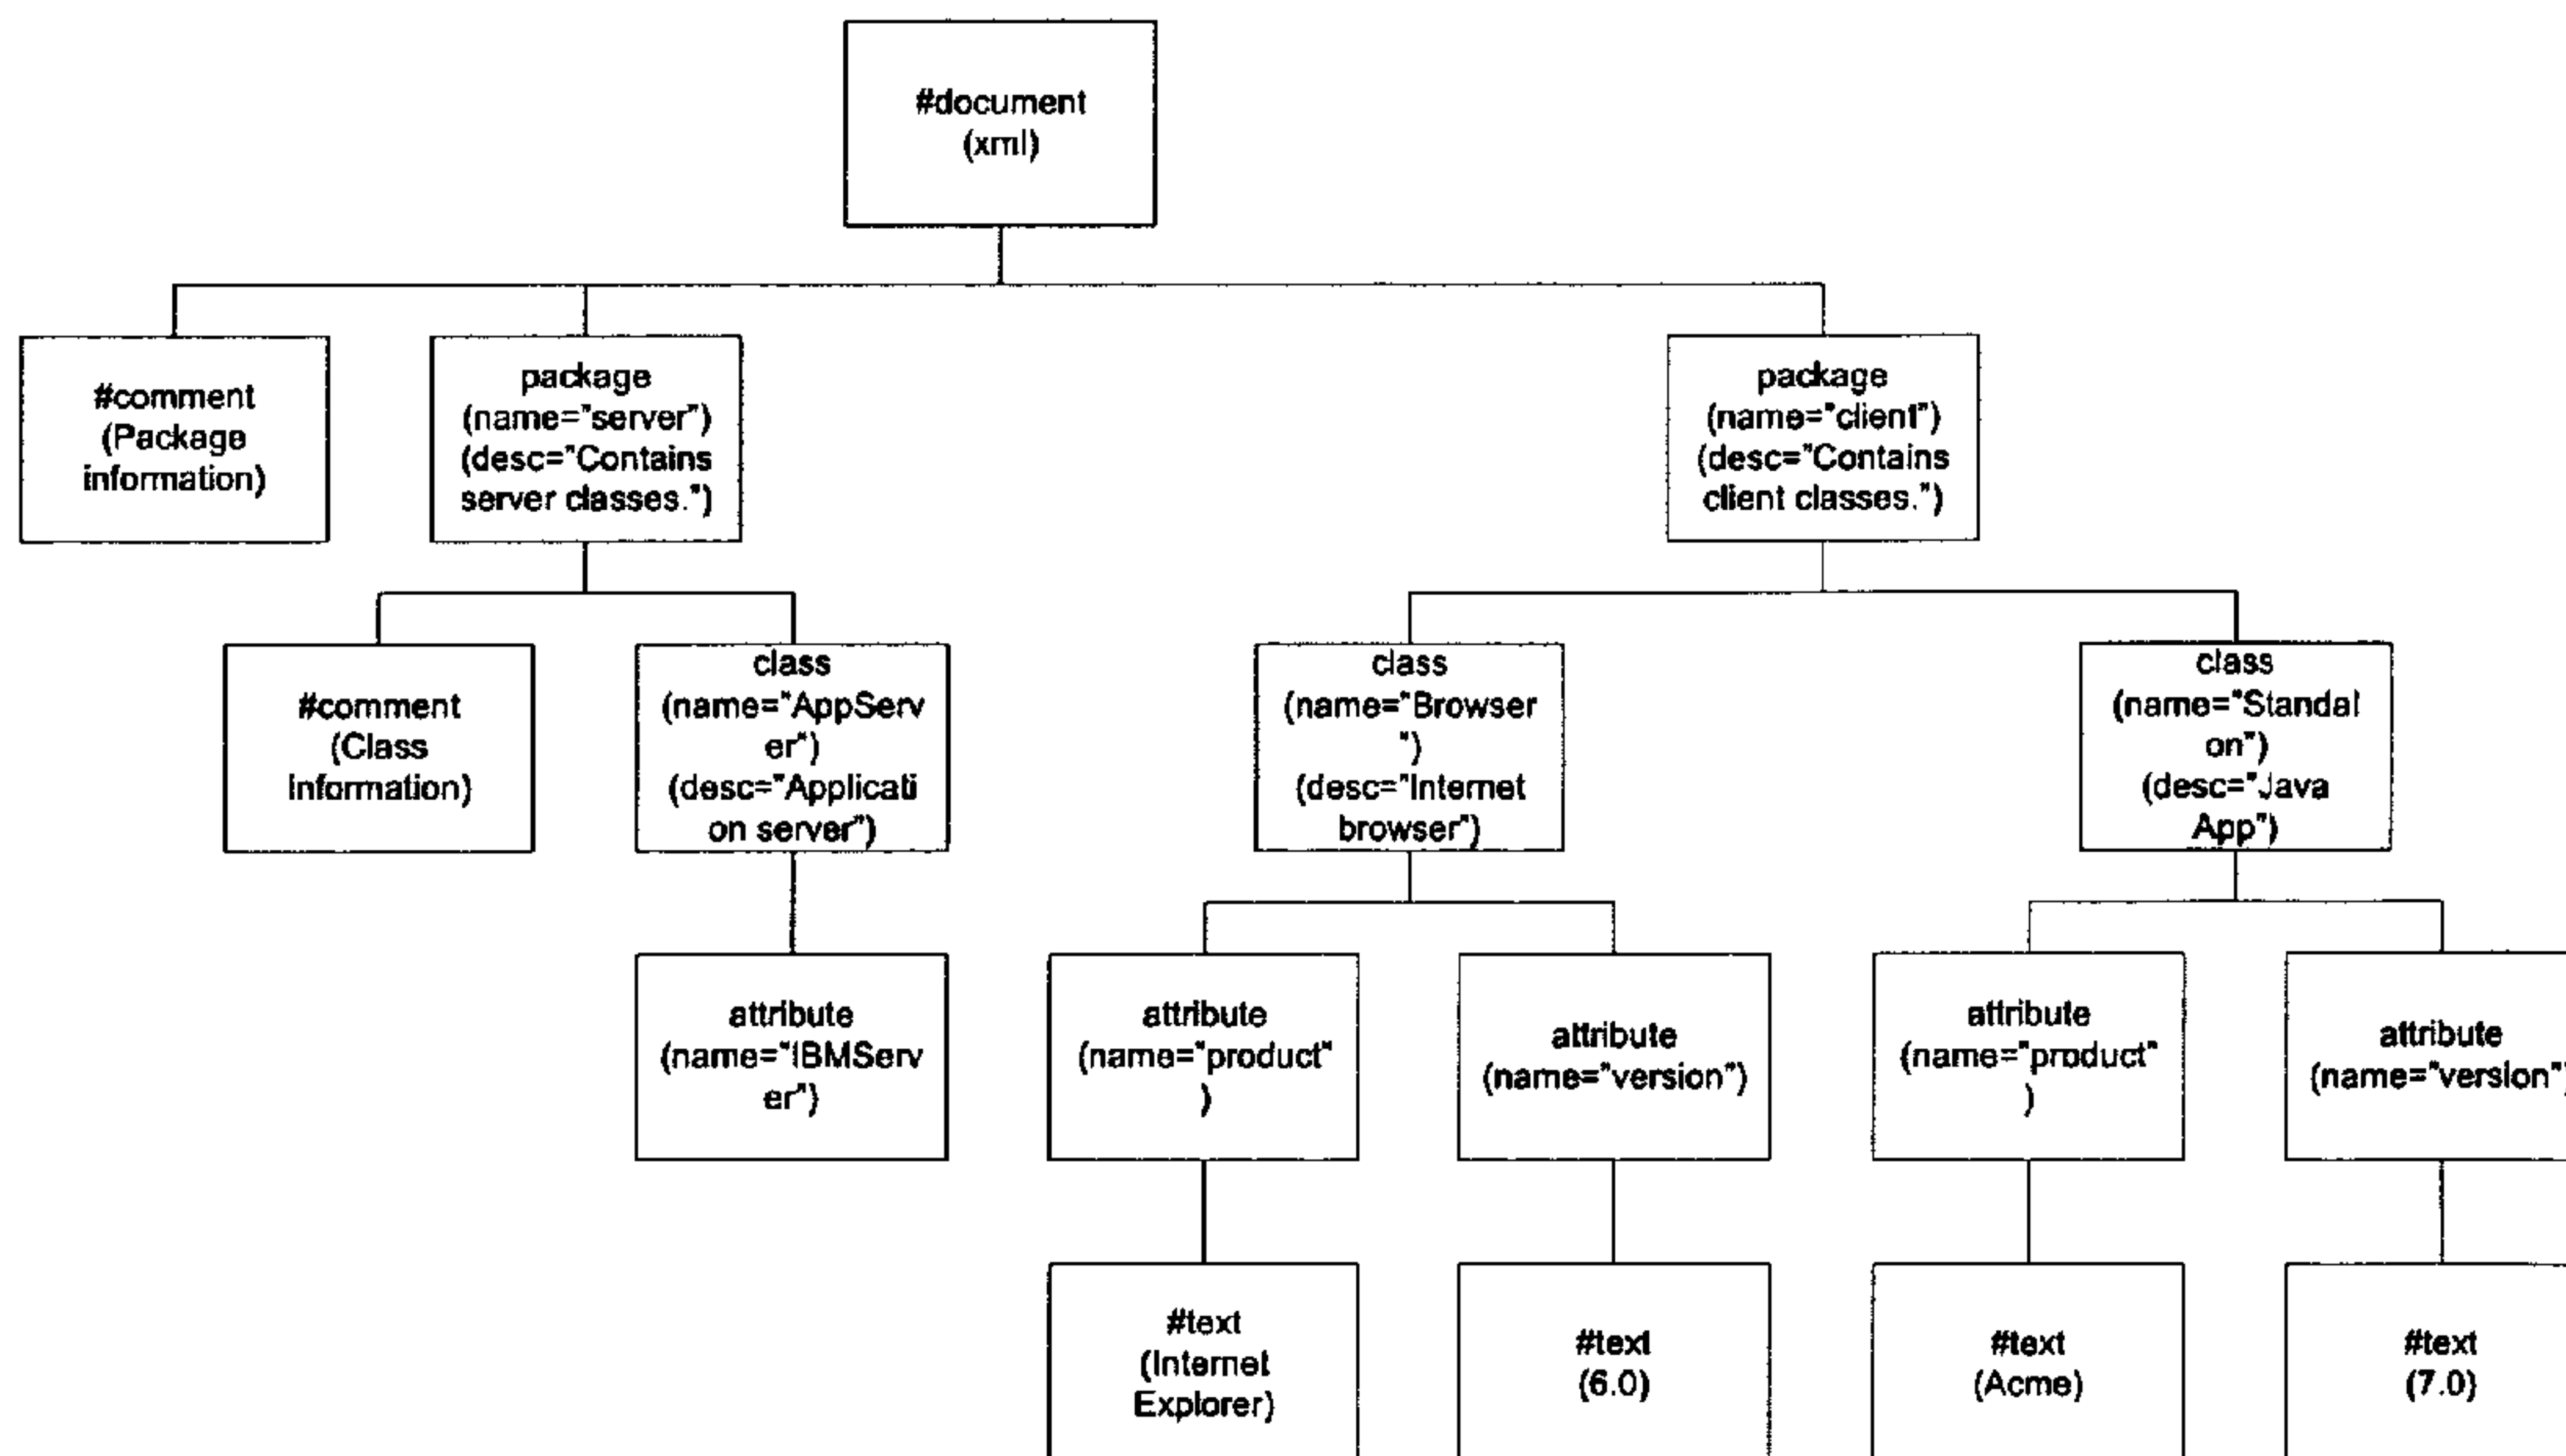 #document
(xml)
#comment
(Package
information)
package
(name="server")
(desc="Contains
server classes.")
package
(name="client")
(desc="Contains
client classes.")
#comment
(Class
Information)
class
(name="AppServ
er")
(desc="Applicati
on server")
class
(name="Browser
")
(desc="Internet
browser")
class
(name="Standal
on")
(desc="Java
App")
attribute
(name="IBMServ
er")
attribute
(name="product"
)
attribute
(name="version")
attribute
(name="product"
)
attribute
(name="version")
#text
(Internet
Explorer)
#text
(6.0)
#text
(Acme)
#text
(7.0)